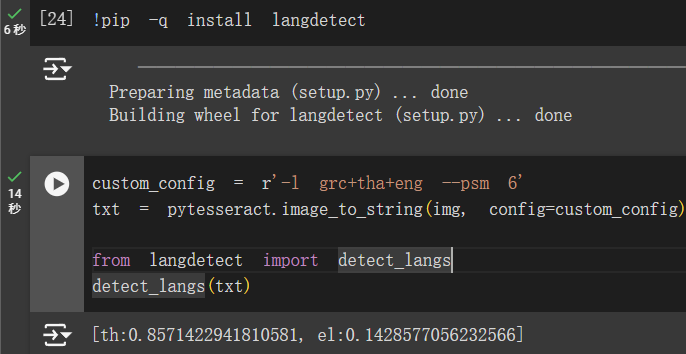 [24] !pip -q install langdetect
6秒
Preparing metadata (setup.py) ... done
Building wheel for langdetect (setup.py) ... done
14
秒
custom_config = r'-l grc+tha+eng --psm 6'
txt = pytesseract.image_to_string(img, config=custom_config)
from langdetect import detect_langs
detect_langs(txt)
[th:0.8571422941810581, el:0.1428577056232566]